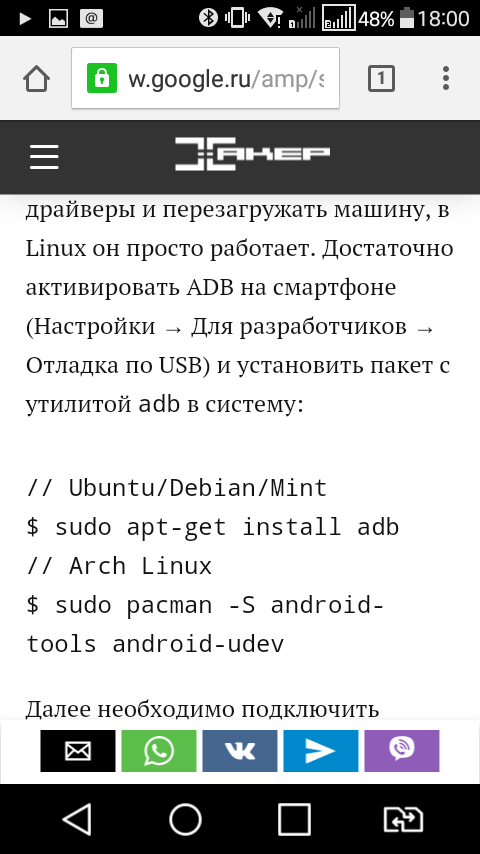 48% 18:00
w.google.ru/amp/s
1
ХАКЕР
драйверы и перезагружать машину, в
Linux он просто работает. Достаточно
активировать ADB на смартфоне
(Настройки → Для разработчиков →
Отладка по USB) и установить пакет с
утилитой adb в систему:
// Ubuntu/Debian/Mint
$ sudo apt-get install adb
// Arch Linux
$ sudo pacman -S android-
tools android-udev
Далее необходимо подключить